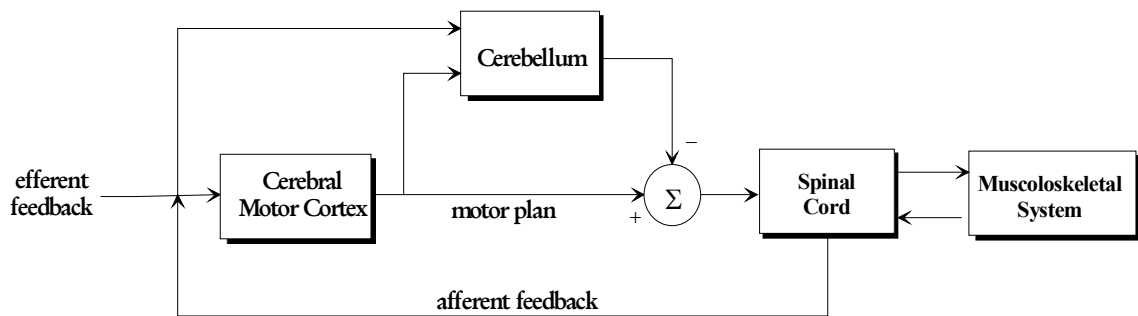 Cerebellum
−
efferent
feedback
Cerebral
Motor Cortex
motor plan
+
Σ
Spinal
Cord
Muscoloskeletal
System
afferent feedback